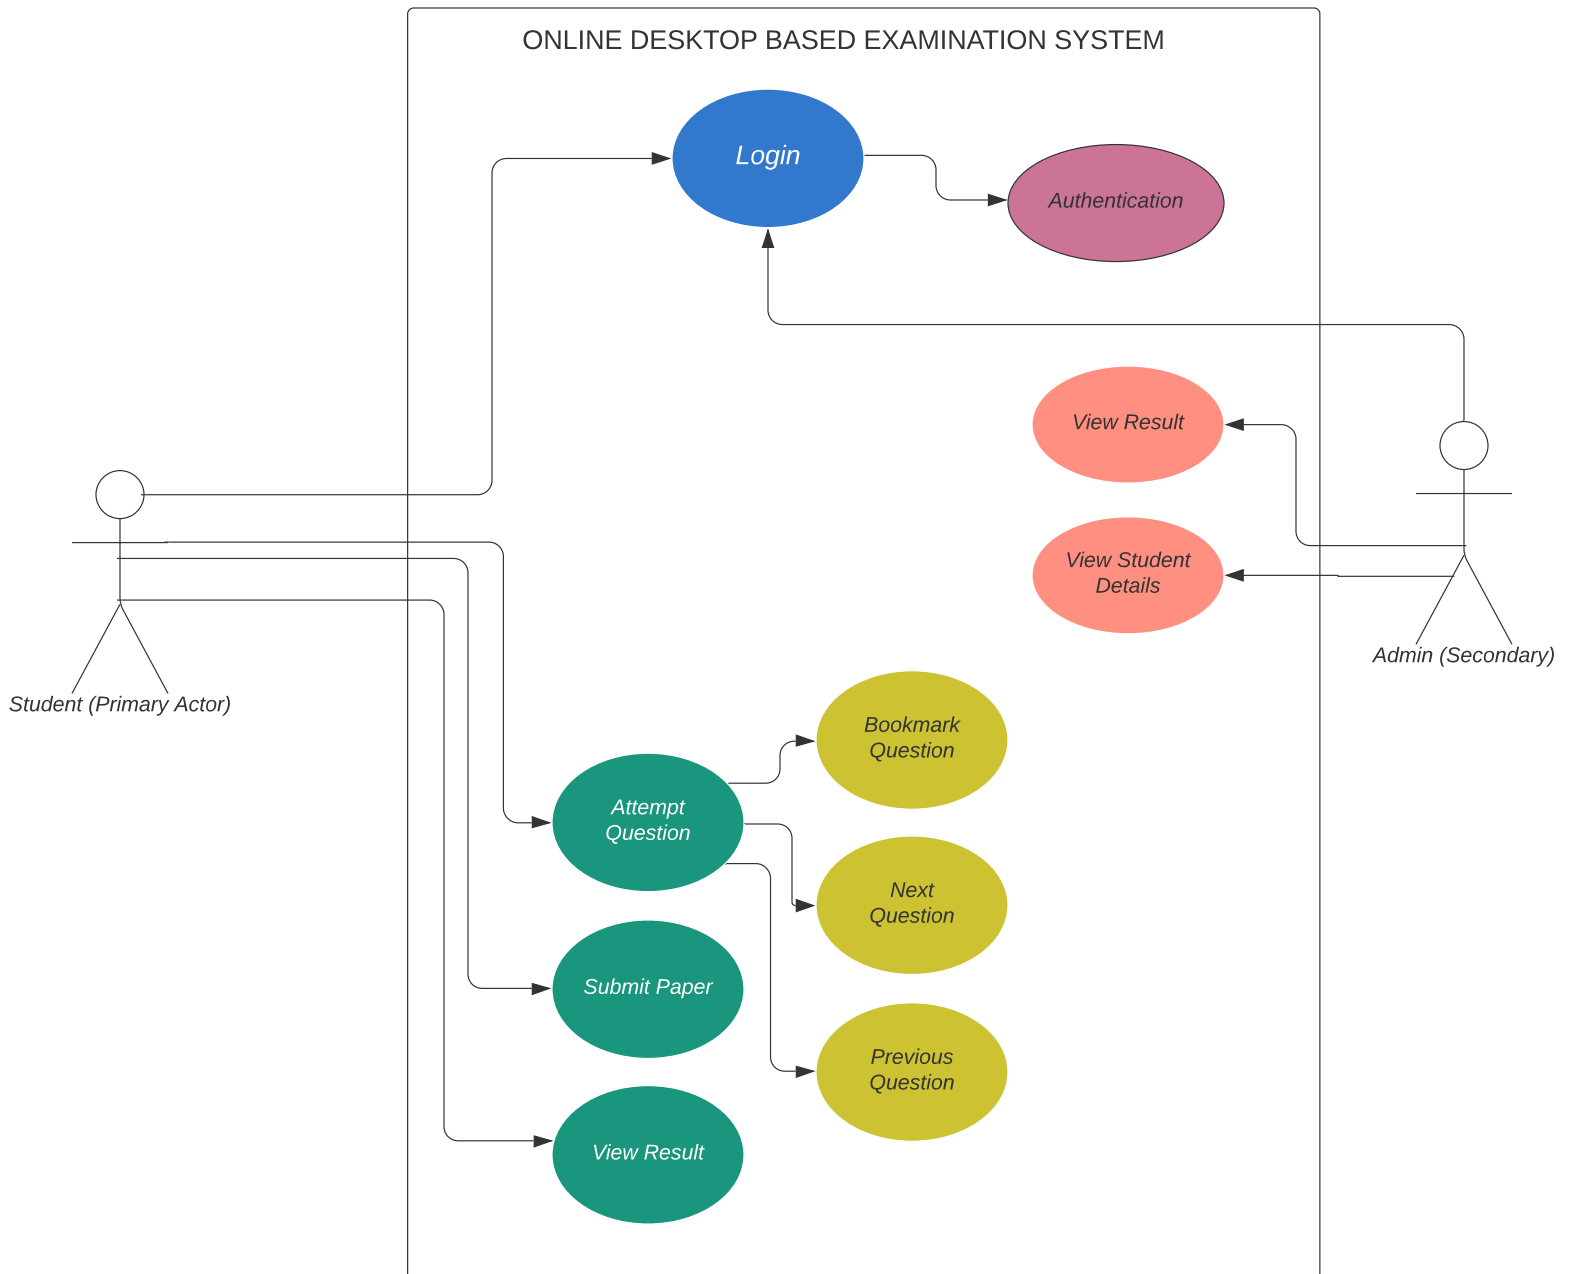 ONLINE DESKTOP BASED EXAMINATION SYSTEM
Login
Authentication
View Result
View Student
Details
Admin (Secondary)
Student (Primary Actor)
Bookmark
Question
Attempt
Question
Next
Question
Submit Paper
Previous
Question
View Result